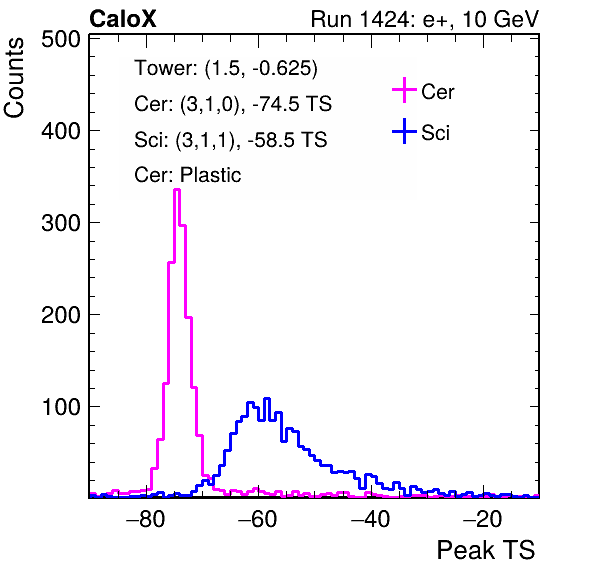 CaloX Run 1424: e+, 10 GeV
Counts
500
400
300
200
100
Tower: (1.5, -0.625)
Cer: (3,1,0), -74.5 TS
Sci: (3,1,1), -58.5 TS
Cer: Plastic
Cer
Sci
−80 −60 −40 −20
Peak TS